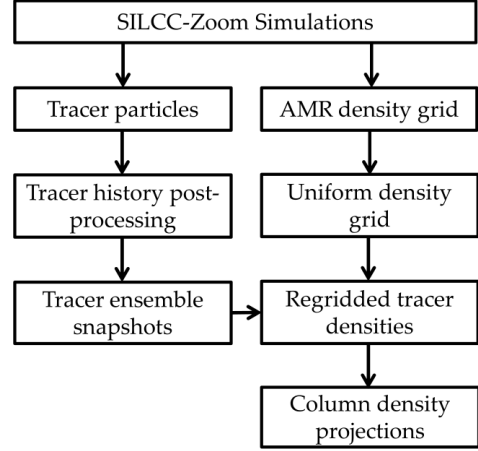 SILCC-Zoom Simulations
Tracer particles
AMR density grid
Tracer history post-
processing
Uniform density
grid
Tracer ensemble
snapshots
Regridded tracer
densities
Column density
projections